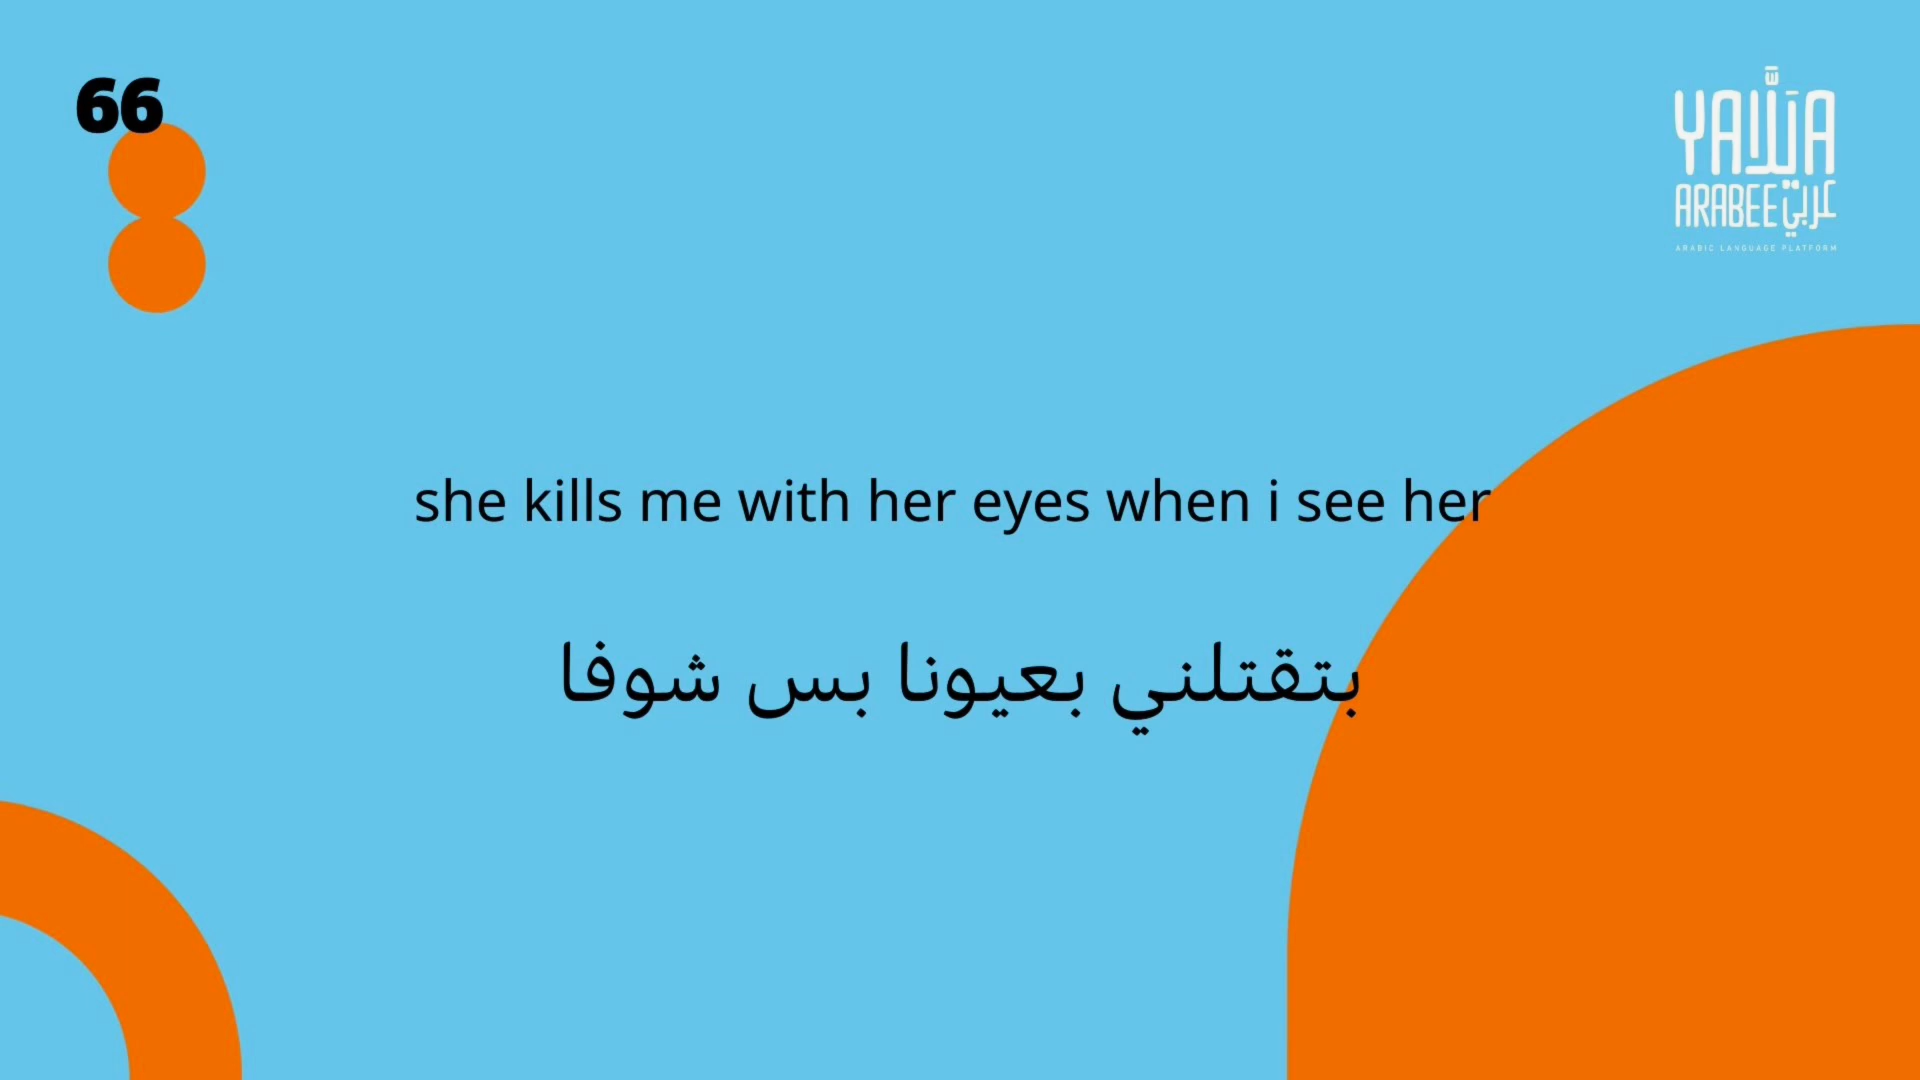 66
YALLA يَلَّا
ARABEE عربي
ARABIC LANGUAGE PLATFORM
she kills me with her eyes when i see her
بتقتلني بعيونا بس شوفا